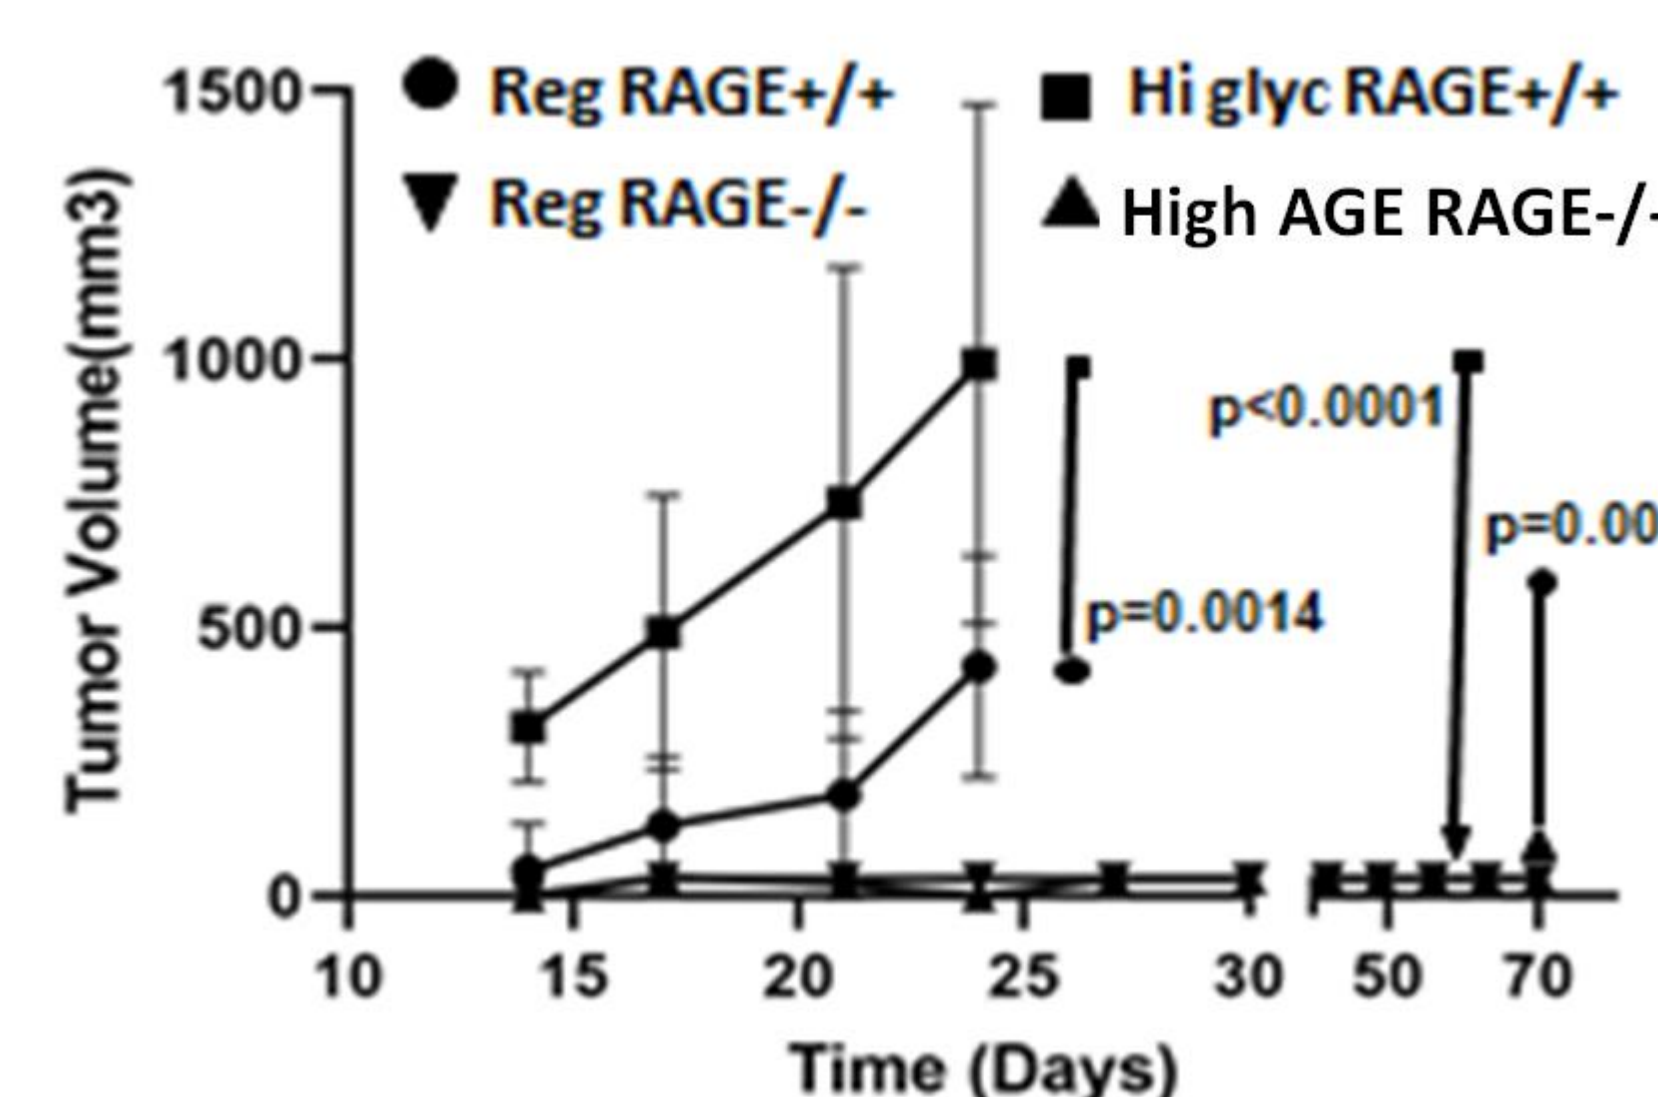 1500
Reg RAGE+/+
Hi glyc RAGE+/+
Reg RAGE-/-
High AGE RAGE-/-
Tumor Volume(mm3)
1000
p<0.0001
p=0.00
500
p=0.0014
0
10 15 20 25 30 50 70
Time (Days)